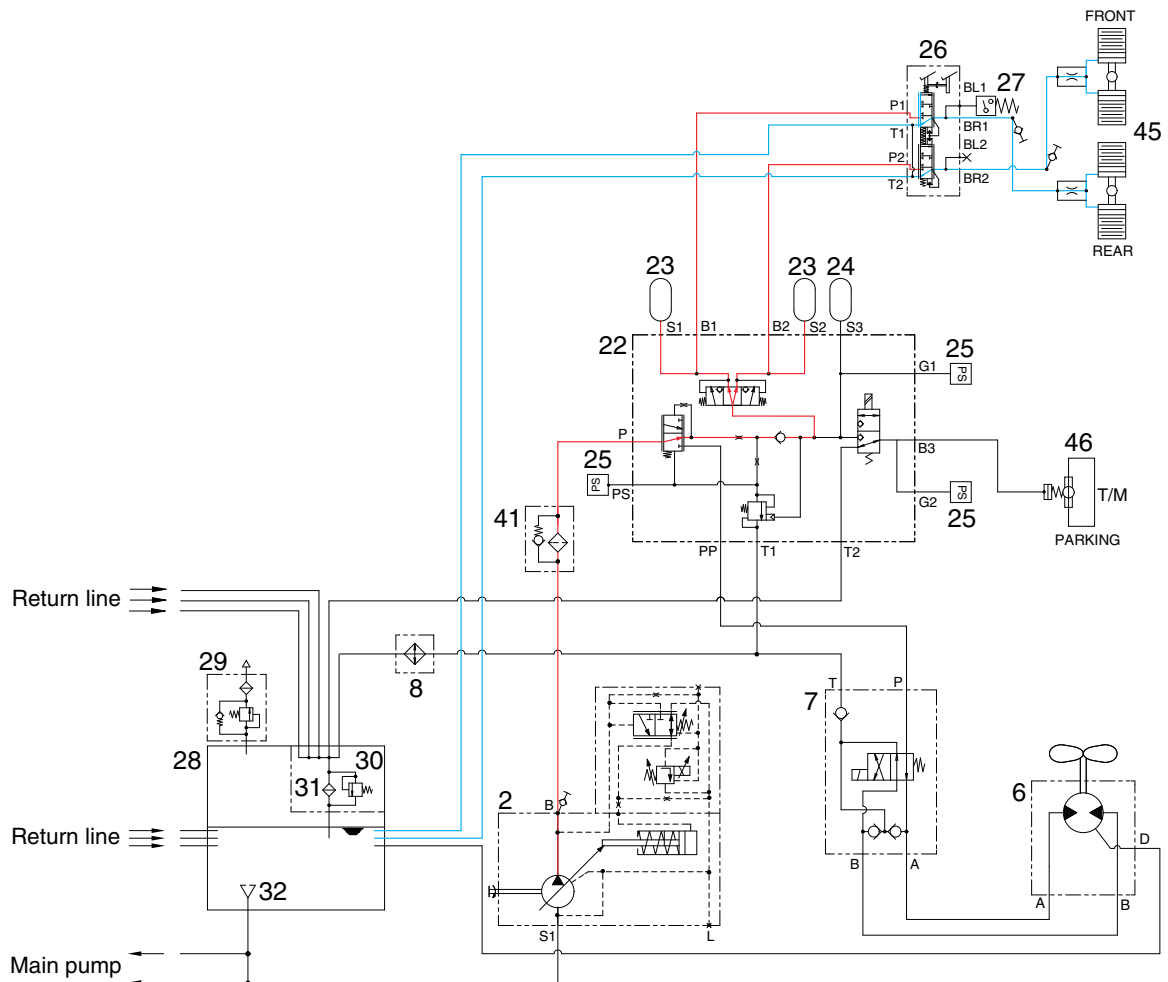 FRONT
26
BL1
27
P1
T1
BR1
BL2
45
P2
T2
BR2
REAR
23
23
24
S1
B1
B2
S2
S3
22
25
G1
PS
P
B3
46
25
PS
PS
G2
PS
25
T/M
41
PP
T1
T2
PARKING
Return line
29
8
T
P
7
28
30
31
2
B
6
Return line
D
32
B
A
A
B
S1
L
Main pump